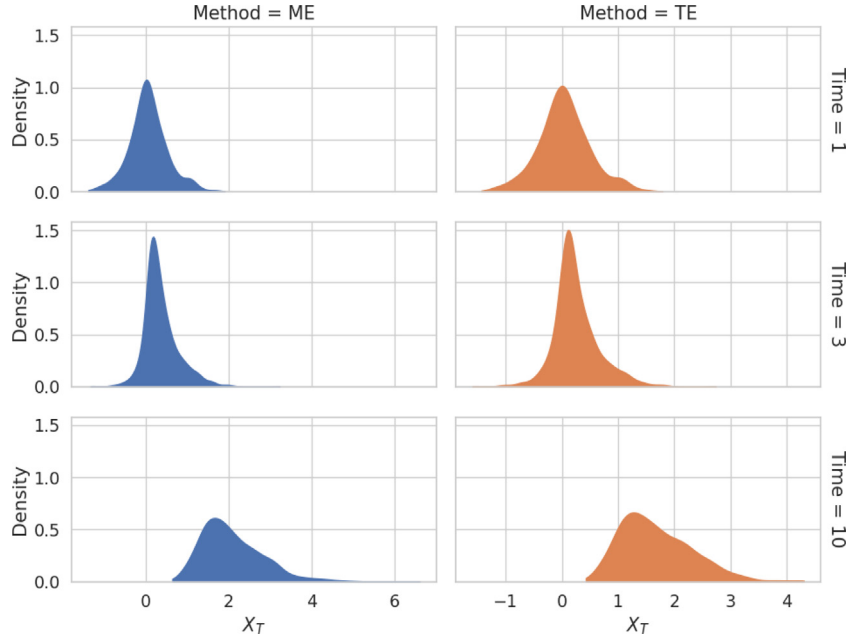 Method = ME
Method = TE
1.5
1.0
0.5
0.0
Density
Time = 1
1.5
1.0
0.5
0.0
Density
Time = 3
1.5
1.0
0.5
0.0
Density
Time = 10
0 2 4 6
−1 0 1 2 3 4
X_T
X_T